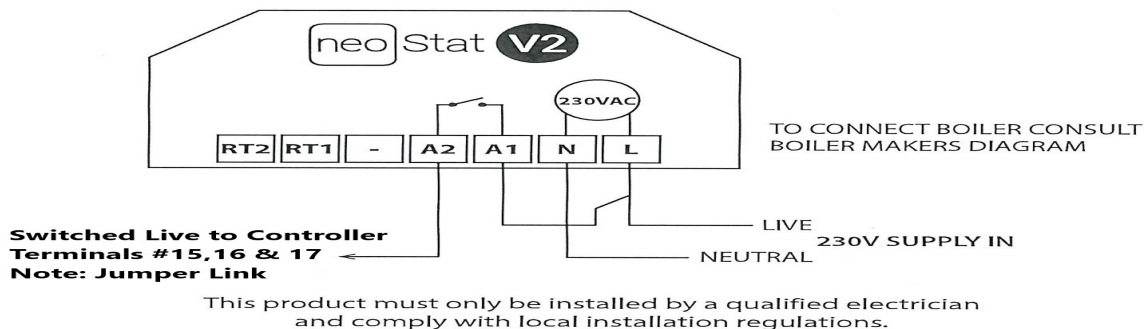 neoStat V2
230VAC
RT2 RT1 - A2 A1 N L
TO CONNECT BOILER CONSULT
BOILER MAKERS DIAGRAM
LIVE
230V SUPPLY IN
NEUTRAL
Switched Live to Controller
Terminals #15,16 & 17
Note: Jumper Link
This product must only be installed by a qualified electrician
and comply with local installation regulations.